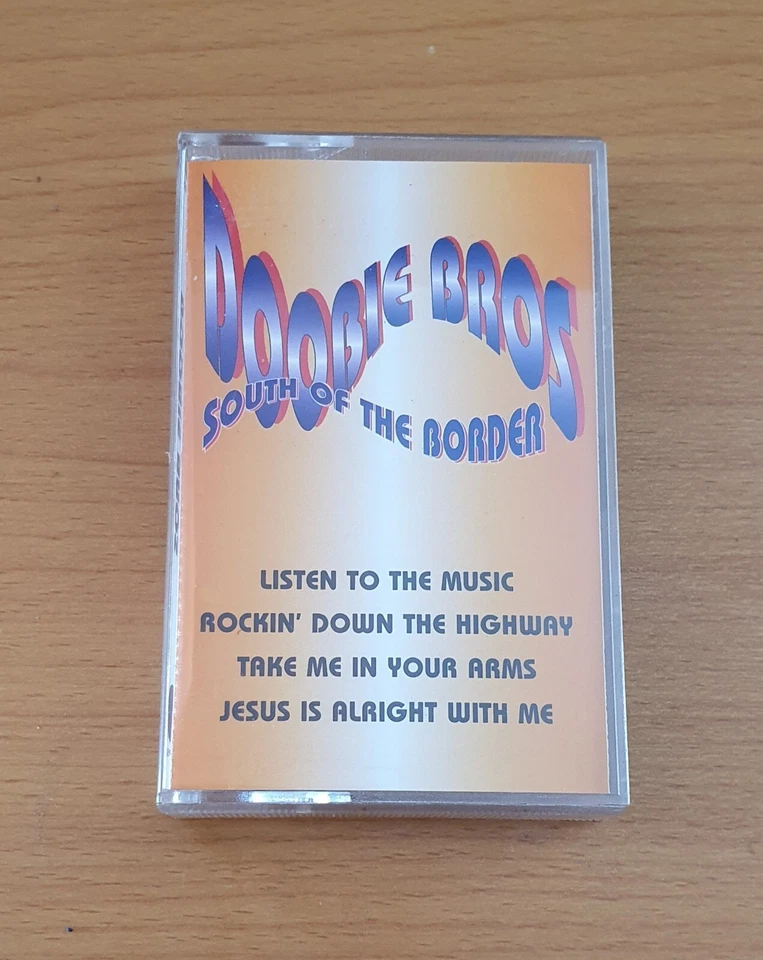 DOOBIE BROS
SOUTH OF THE BORDER
LISTEN TO THE MUSIC
ROCKIN' DOWN THE HIGHWAY
TAKE ME IN YOUR ARMS
JESUS IS ALRIGHT WITH ME